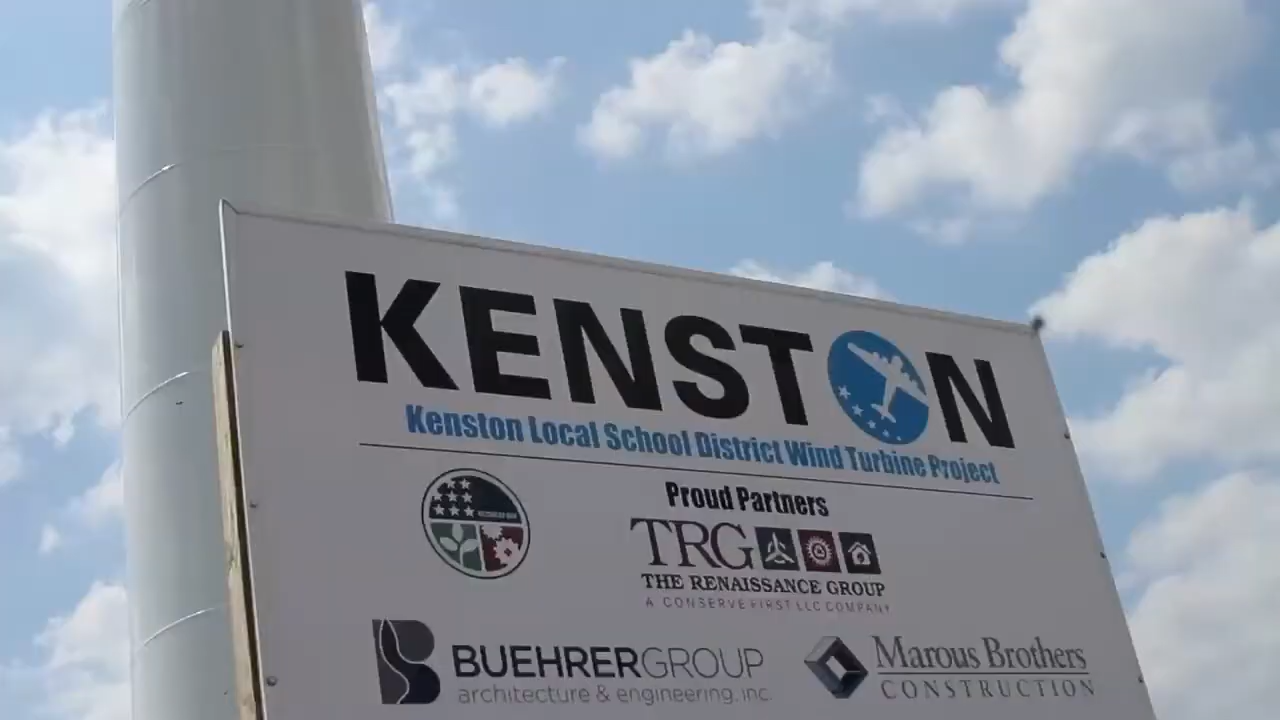 KENSTON
Kenston Local School District Wind Turbine Project
Proud Partners
TRG
THE RENAISSANCE GROUP
A CONSERVE FIRST LLC COMPANY
BUEHRERGROUP
architecture & engineering, inc.
Marous Brothers
CONSTRUCTION